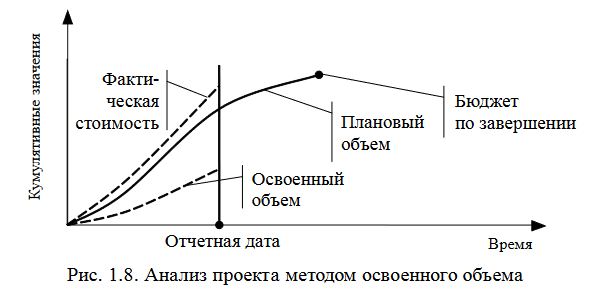 Кумулятивные значения
Факти-
ческая
стоимость
Плановый
объем
Бюджет
по завершении
Освоенный
объем
Отчетная дата
Время
Рис. 1.8. Анализ проекта методом освоенного объема